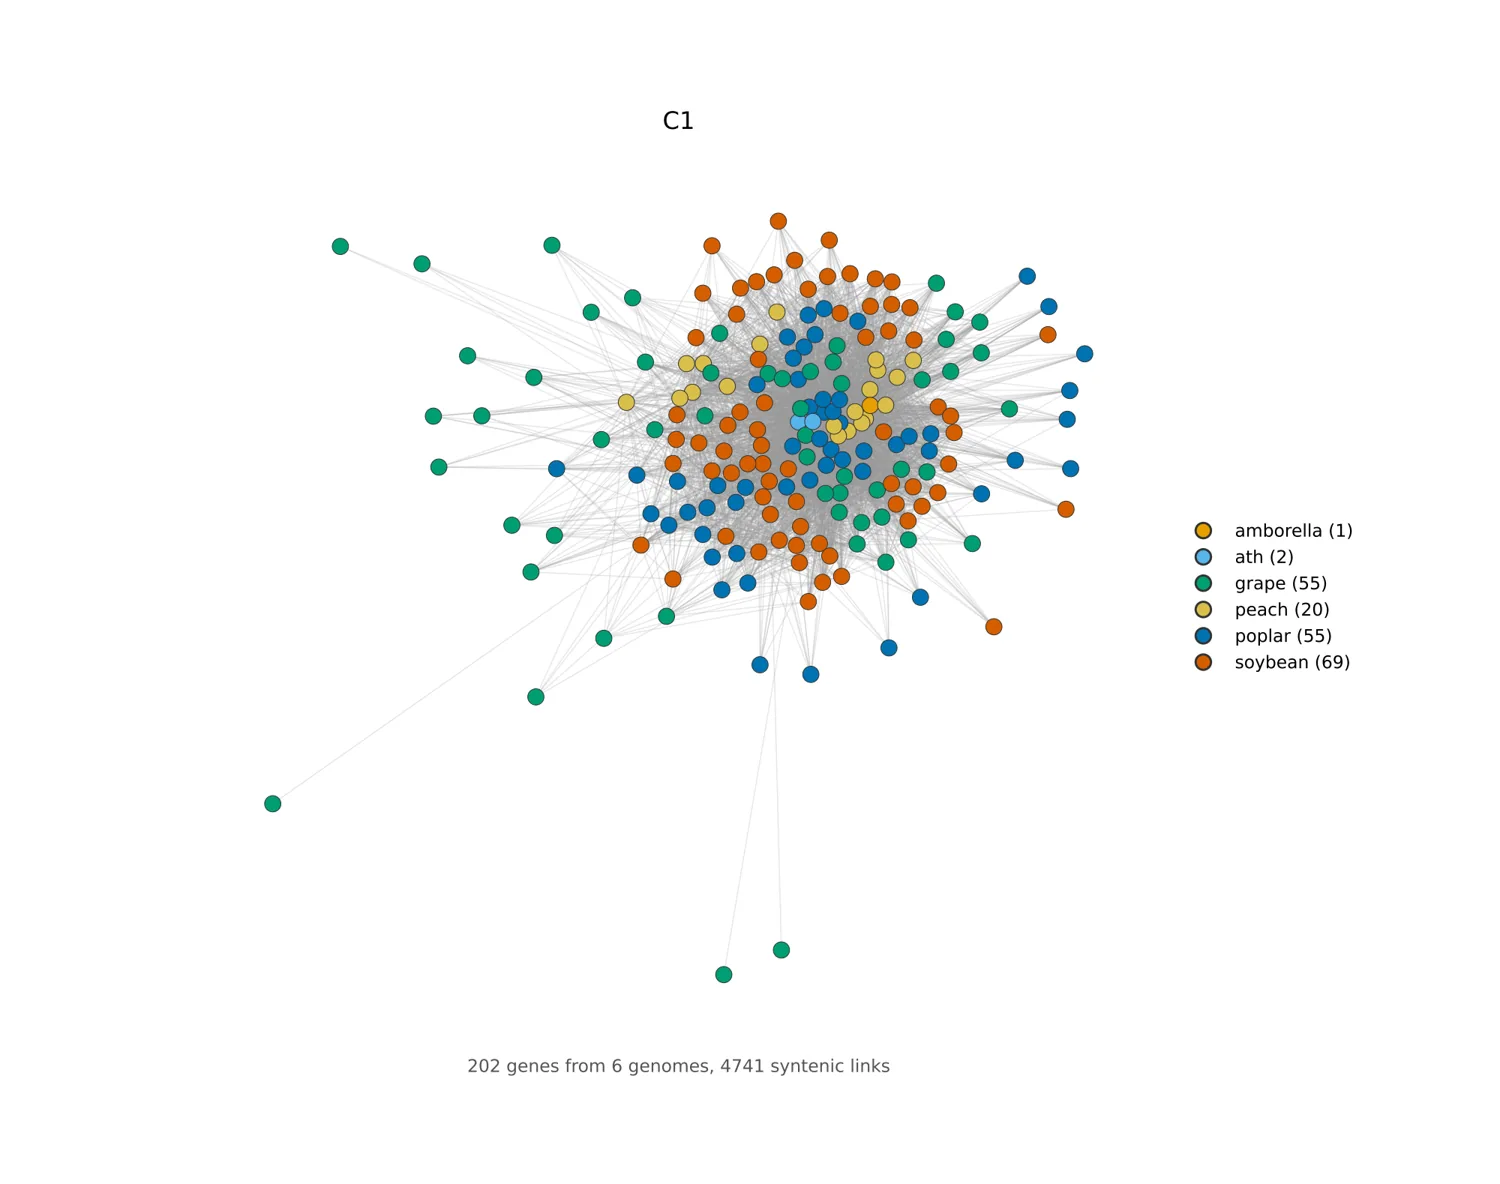 C1
amborella (1)
ath (2)
grape (55)
peach (20)
poplar (55)
soybean (69)
202 genes from 6 genomes, 4741 syntenic links